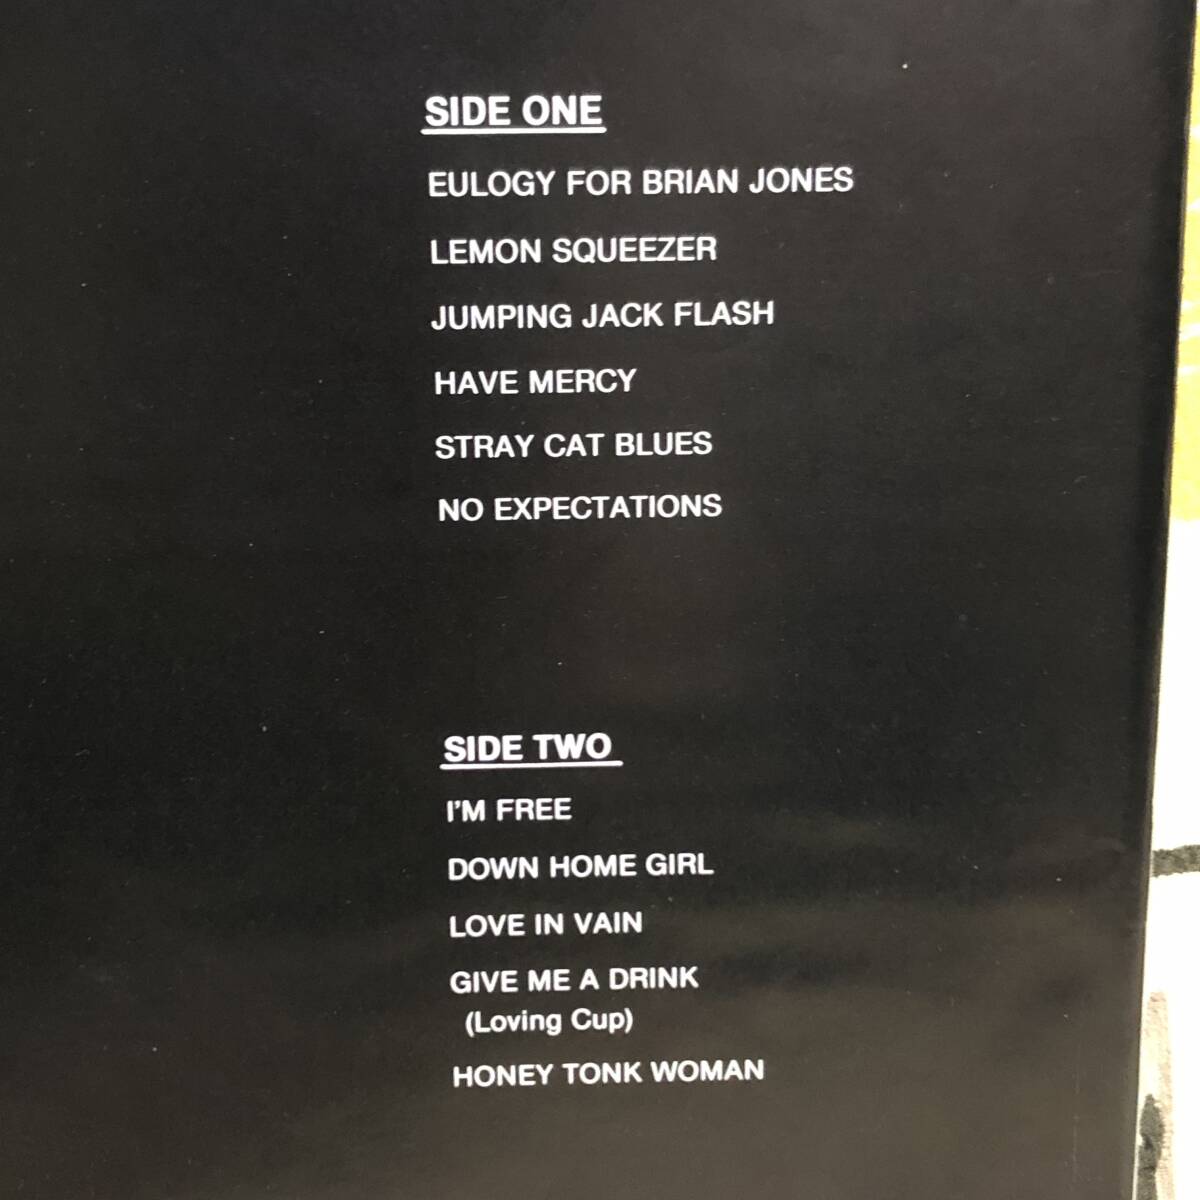 SIDE ONE
EULOGY FOR BRIAN JONES
LEMON SQUEEZER
JUMPING JACK FLASH
HAVE MERCY
STRAY CAT BLUES
NO EXPECTATIONS
SIDE TWO
I'M FREE
DOWN HOME GIRL
LOVE IN VAIN
GIVE ME A DRINK
(Loving Cup)
HONEY TONK WOMAN